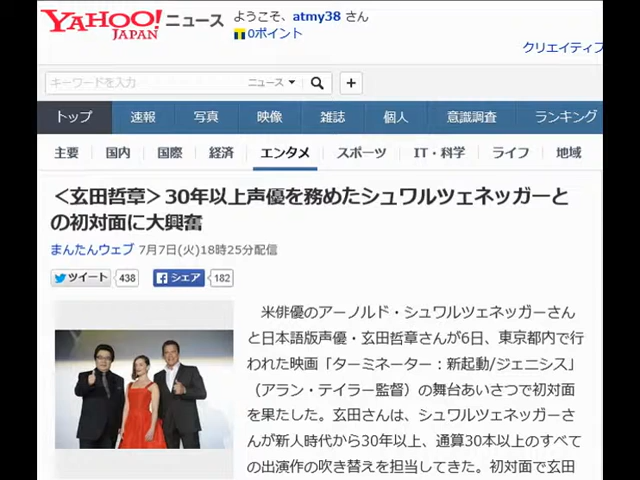 YAHOO! ニュース
JAPAN
ようこそ、atmy38 さん
0ポイント
クリエイティブ
キーワードを入力
ニュース
トップ 速報 写真 映像 雑誌 個人 意識調査 ランキング
主要 国内 国際 経済 エンタメ スポーツ IT・科学 ライフ 地域
＜玄田哲章＞30年以上声優を務めたシュワルツェネッガーと
の初対面に大興奮
まんたんウェブ 7月7日(火)18時25分配信
ツイート 438 シェア 182
米俳優のアーノルド・シュワルツェネッガーさん
と日本語版声優・玄田哲章さんが6日、東京都内で行
われた映画「ターミネーター：新起動/ジェニシス」
（アラン・テイラー監督）の舞台あいさつで初対面
を果たした。玄田さんは、シュワルツェネッガーさ
んが新人時代から30年以上、通算30本以上のすべて
の出演作の吹き替えを担当してきた。初対面で玄田